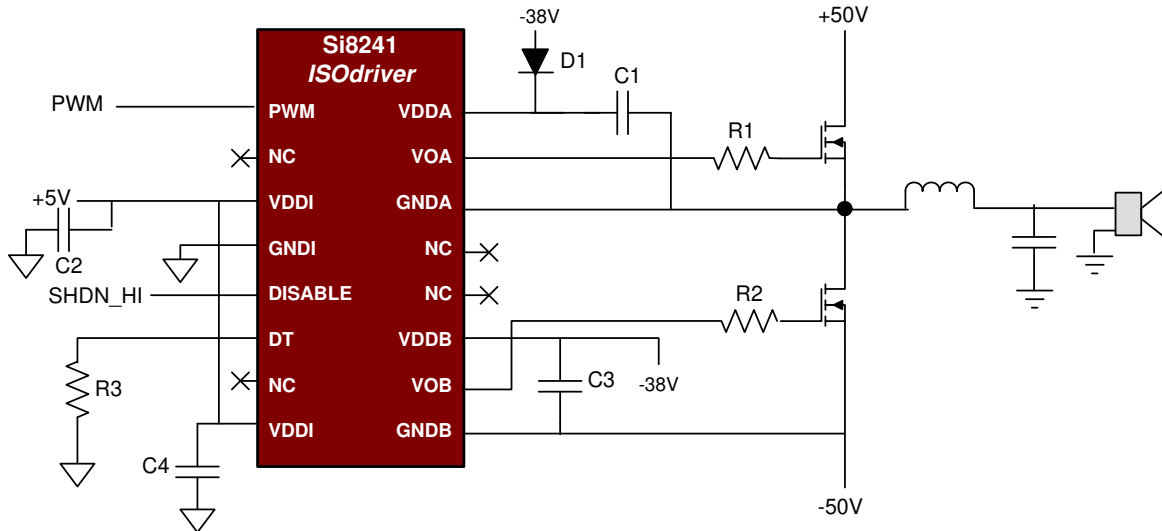 -38V
+50V
Si8241
ISOdriver
D1
C1
PWM
PWM
VDDA
R1
NC
VOA
+5V
VDDI
GNDA
C2
GNDI
NC
SHDN_HI
DISABLE
NC
R2
DT
VDDB
R3
NC
VOB
C3
-38V
VDDI
GNDB
C4
-50V